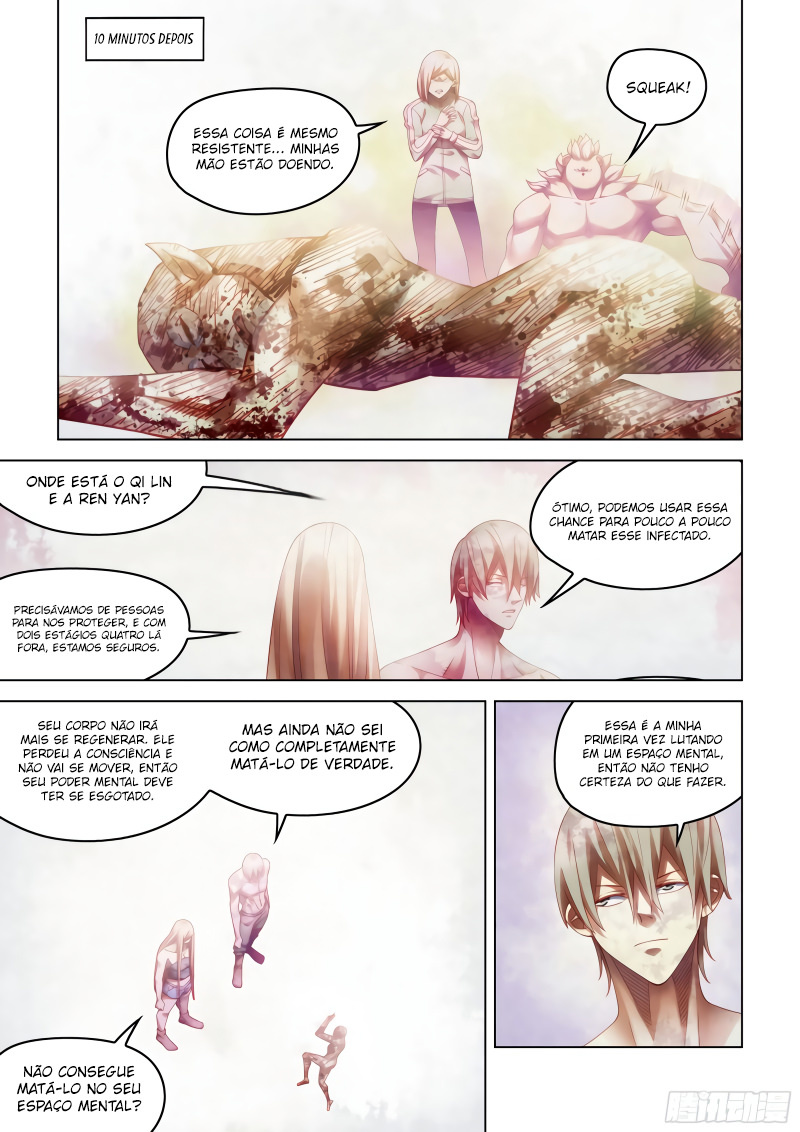 10 MINUTOS DEPOIS
ESSA COISA É MESMO
RESISTENTE... MINHAS
MÃO ESTÃO DOENDO.
SQUEAK!
ONDE ESTÁ O QI LIN
E A REN YAN?
ÓTIMO, PODEMOS USAR ESSA
CHANCE PARA POUCO A POUCO
MATAR ESSE INFECTADO.
PRECISÁVAMOS DE PESSOAS
PARA NOS PROTEGER, E COM
DOIS ESTÁGIOS QUATRO LÁ
FORA, ESTAMOS SEGUROS.
SEU CORPO NÃO IRÁ
MAIS SE REGENERAR. ELE
PERDEU A CONSCIÊNCIA E
NÃO VAI SE MOVER, ENTÃO
SEU PODER MENTAL DEVE
TER SE ESGOTADO.
MAS AINDA NÃO SEI
COMO COMPLETAMENTE
MATÁ-LO DE VERDADE.
ESSA É A MINHA
PRIMEIRA VEZ LUTANDO
EM UM ESPAÇO MENTAL,
ENTÃO NÃO TENHO
CERTEZA DO QUE FAZER.
NÃO CONSEGUE
MATÁ-LO NO SEU
ESPAÇO MENTAL?
腾讯动漫